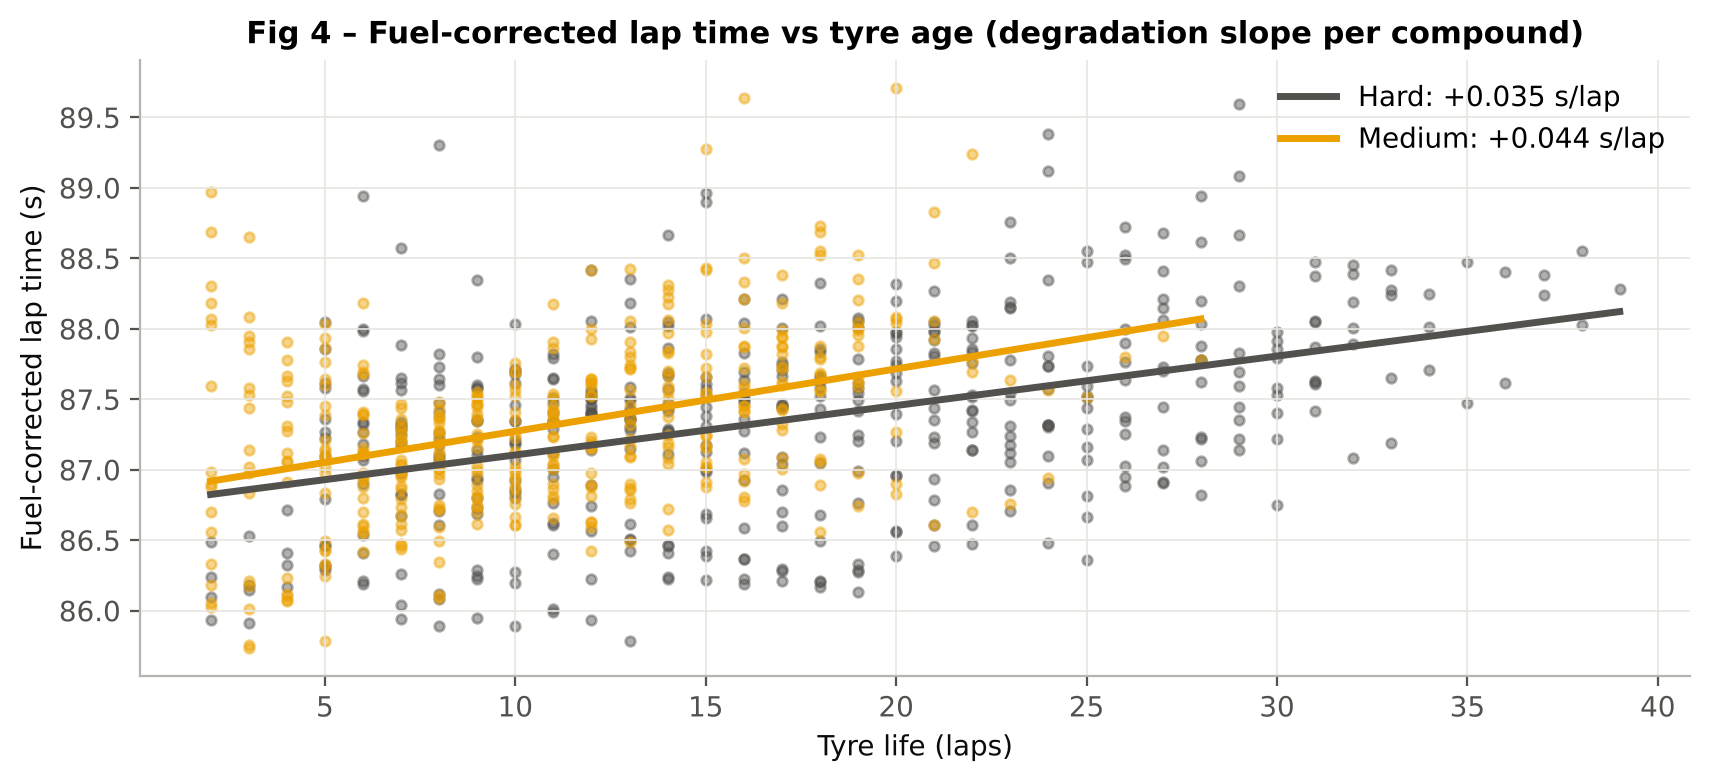 Fig 4 – Fuel-corrected lap time vs tyre age (degradation slope per compound)
Hard: +0.035 s/lap
Medium: +0.044 s/lap
Fuel-corrected lap time (s)
89.5
89.0
88.5
88.0
87.5
87.0
86.5
86.0
5 10 15 20 25 30 35 40
Tyre life (laps)